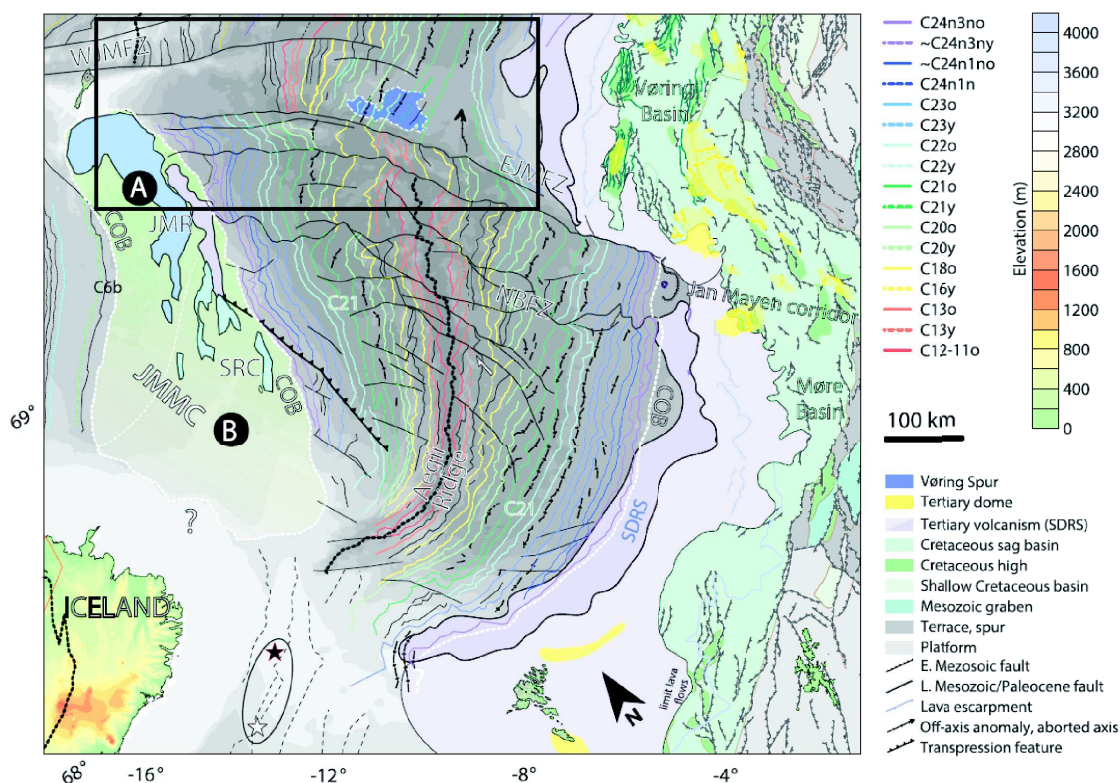 WJMFZ
Vøring
Basin
EJMFZ
A
COB
JMR
C6b
C21
NBFZ
Jan Mayen corridor
SRC
COB
JMMC
B
COB
Møre
Basin
69°
Aegir
Ridge
C21
SDRS
?
ICELAND
limit lava
flows
N
68°
-16°
-12°
-8°
-4°
C24n3no
~C24n3ny
~C24n1no
C24n1n
C23o
C23y
C22o
C22y
C21o
C21y
C20o
C20y
C18o
C16y
C13o
C13y
C12-11o
Elevation (m)
4000
3600
3200
2800
2400
2000
1600
1200
800
400
0
100 km
Vøring Spur
Tertiary dome
Tertiary volcanism (SDRS)
Cretaceous sag basin
Cretaceous high
Shallow Cretaceous basin
Mesozoic graben
Terrace, spur
Platform
E. Mezosoic fault
L. Mesozoic/Paleocene fault
Lava escarpment
Off-axis anomaly, aborted axis
Transpression feature